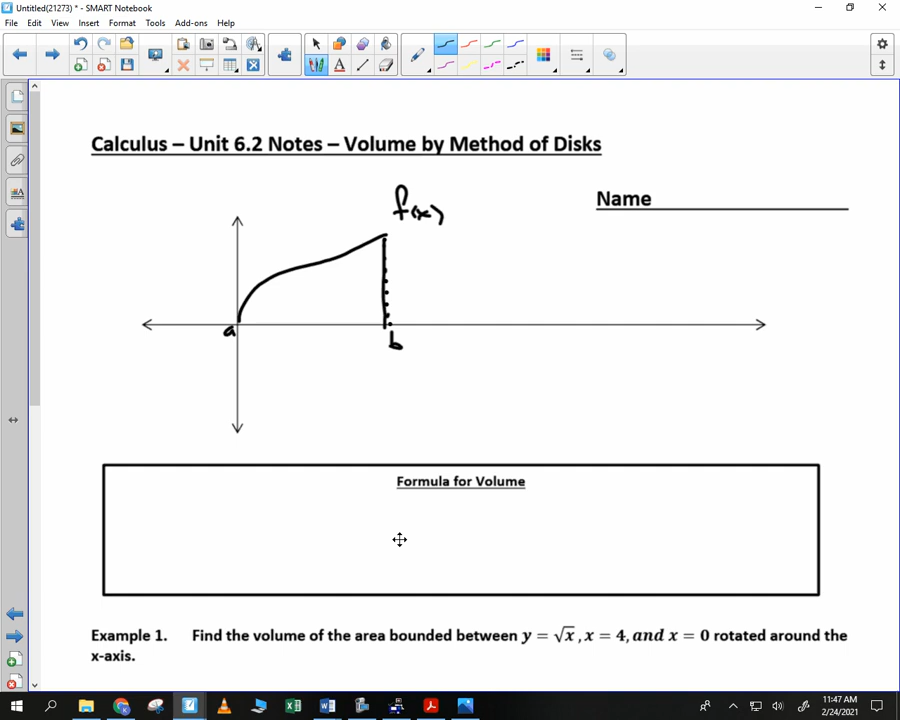 Untitled(21273) * - SMART Notebook
File Edit View Insert Format Tools Add-ons Help
Calculus – Unit 6.2 Notes – Volume by Method of Disks
Name
f(x)
a
b
Formula for Volume
Example 1. Find the volume of the area bounded between y = √x , x = 4, and x = 0 rotated around the
x-axis.
11:47 AM
2/24/2021